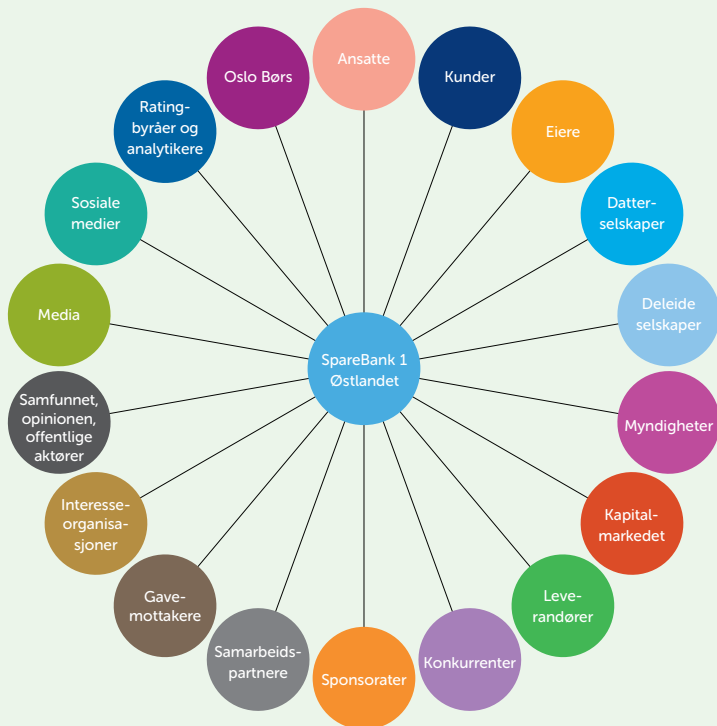 Ansatte
Kunder
Eiere
Datter-
selskaper
Deleide
selskaper
Myndigheter
Kapital-
markedet
Leve-
randører
Konkurrenter
Sponsorater
Samarbeids-
partnere
Gave-
mottakere
Interesse-
organisa-
sjoner
Samfunnet,
opinionen,
offentlige
aktører
Media
Sosiale
medier
Rating-
byråer og
analytikere
Oslo Børs
SpareBank 1
Østlandet